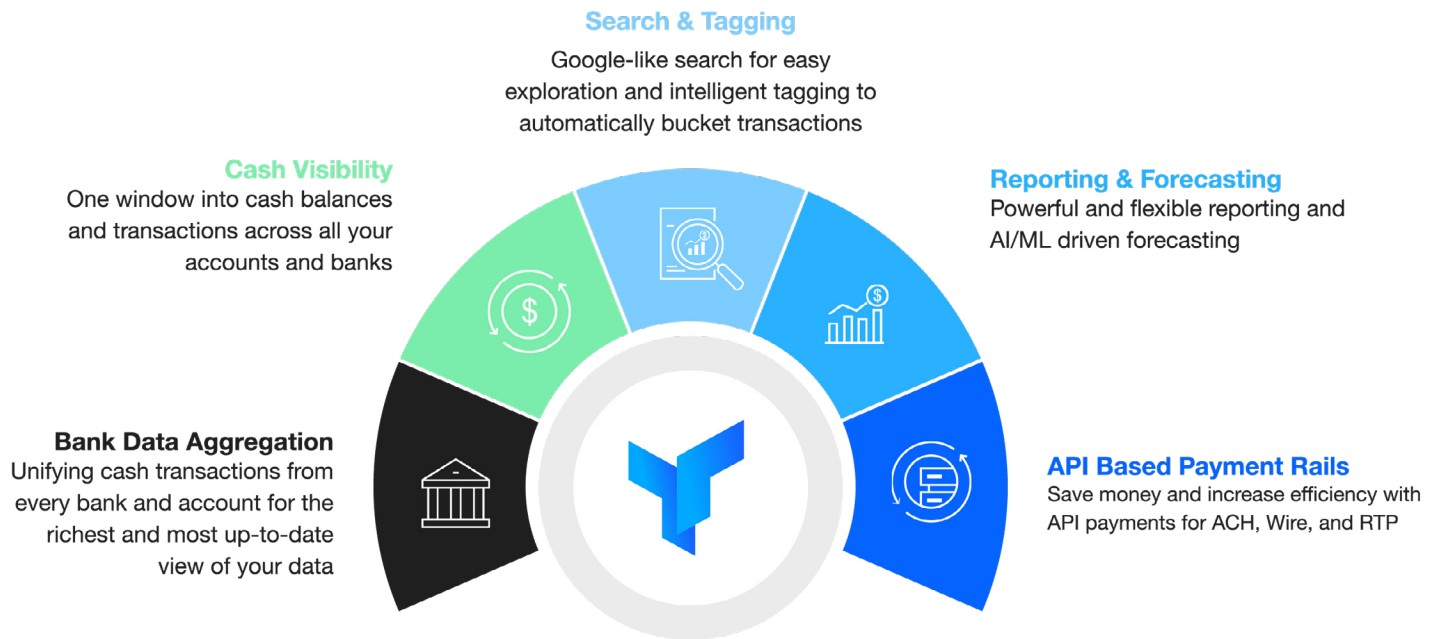 Search & Tagging
Google-like search for easy
exploration and intelligent tagging to
automatically bucket transactions
Cash Visibility
One window into cash balances
and transactions across all your
accounts and banks
Reporting & Forecasting
Powerful and flexible reporting and
AI/ML driven forecasting
Bank Data Aggregation
Unifying cash transactions from
every bank and account for the
richest and most up-to-date
view of your data
API Based Payment Rails
Save money and increase efficiency with
API payments for ACH, Wire, and RTP
$
$
$